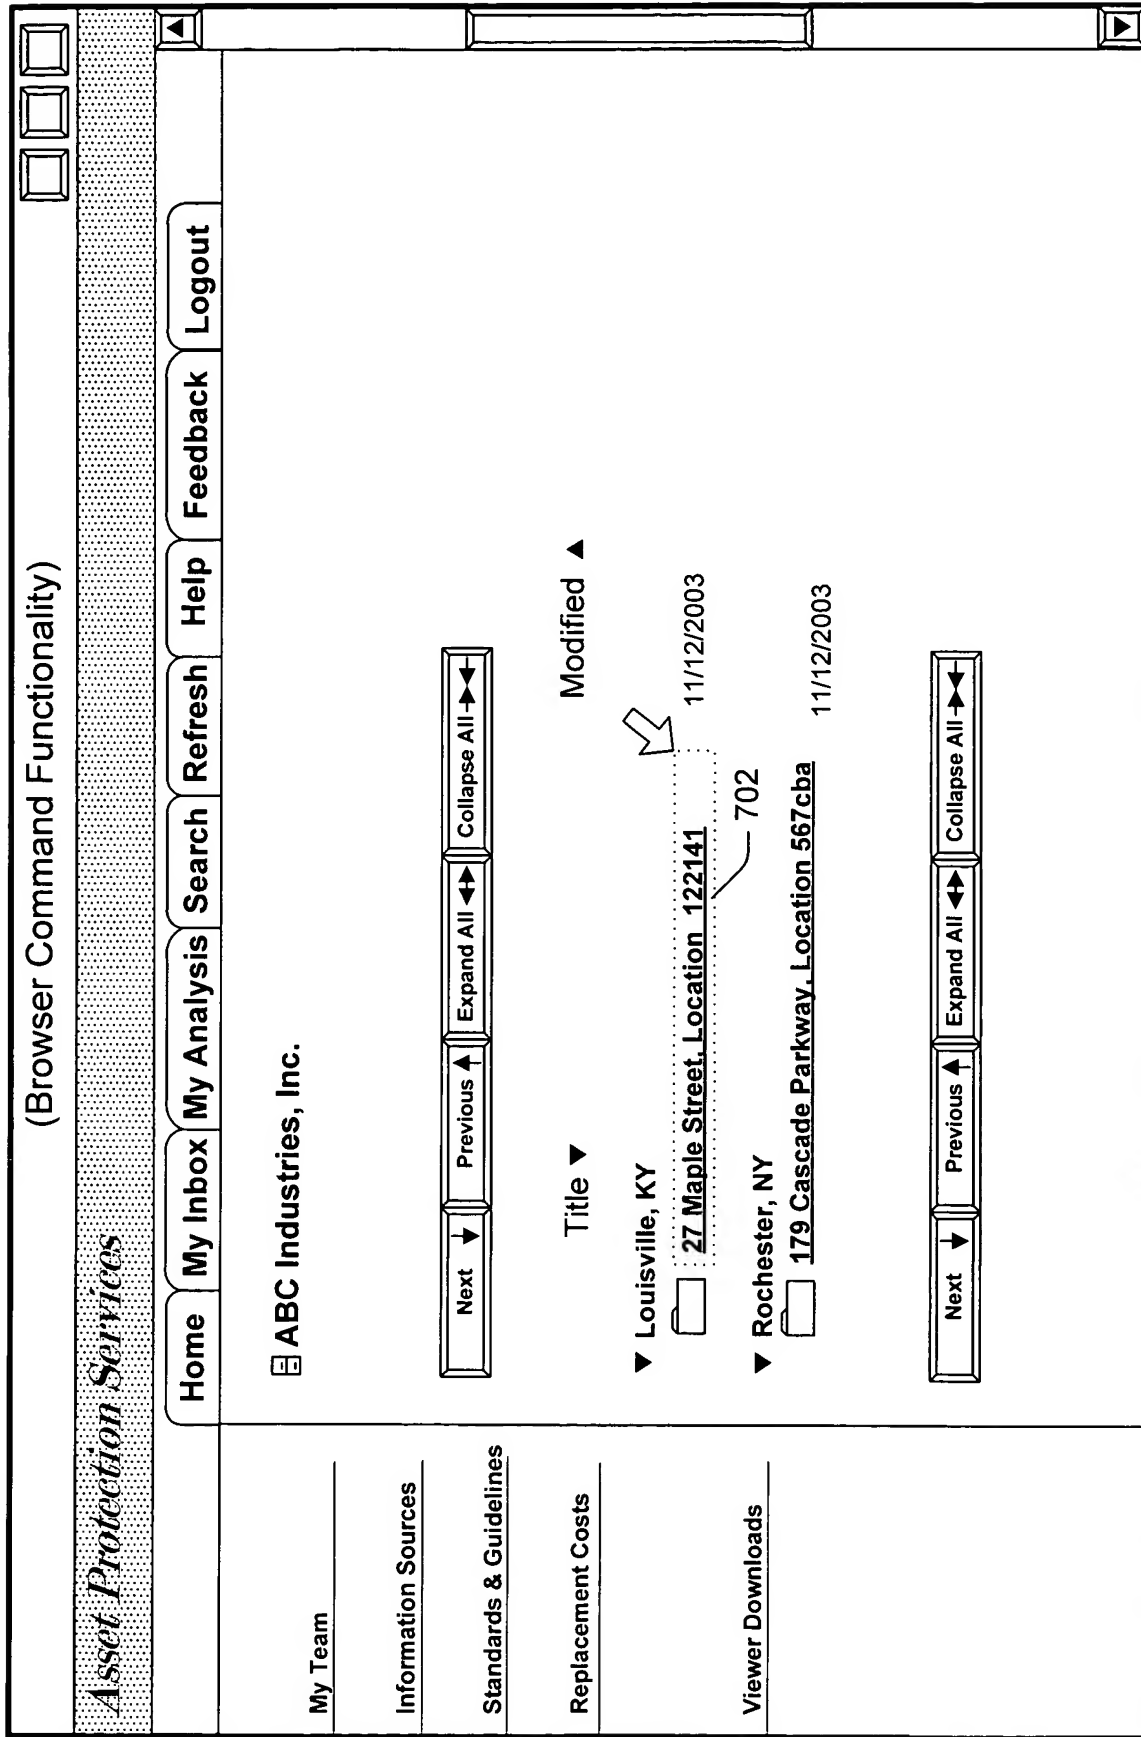 (Browser Command Functionality)
Asset Protection Services
Home My Inbox My Analysis Search Refresh Help Feedback Logout
My Team
Information Sources
Standards & Guidelines
Replacement Costs
Viewer Downloads
ABC Industries, Inc.
Next Previous Expand All Collapse All
Title Modified
Louisville, KY
27 Maple Street, Location 122141 11/12/2003
702
Rochester, NY
179 Cascade Parkway, Location 567cba 11/12/2003
Next Previous Expand All Collapse All